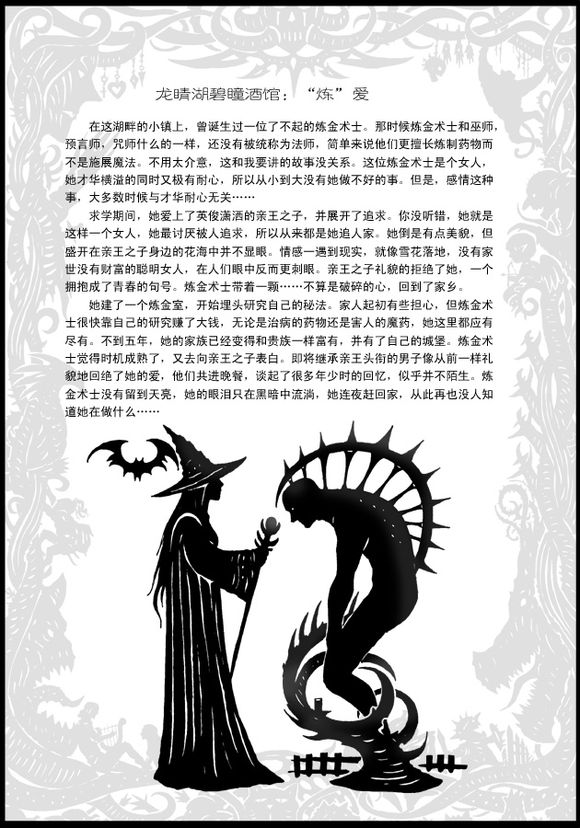 龙晴湖碧瞳酒馆：“炼”爱
在这湖畔的小镇上，曾诞生过一位了不起的炼金术士。那时候炼金术士和巫师，
预言师，咒师什么的一样，还没有被统称为法师，简单来说他们更擅长炼制药物而
不是施展魔法。不用太介意，这和我要讲的故事没关系。这位炼金术士是个女人，
她才华横溢的同时又极有耐心，所以从小到大没有她做不好的事。但是，感情这种
事，大多数时候与才华耐心无关……
求学期间，她爱上了英俊潇洒的亲王之子，并展开了追求。你没听错，她就是
这样一个女人，她最讨厌被人追求，所以从来都是她追人家。她倒是有点美貌，但
盛开在亲王之子身边的花海中并不显眼。情感一遇到现实，就像雪花落地，没有家
世没有财富的聪明女人，在人们眼中反而更刺眼。亲王之子礼貌的拒绝了她，一个
拥抱成了青春的句号。炼金术士带着一颗……不算是破碎的心，回到了家乡。
她建了一个炼金室，开始埋头研究自己的秘法。家人起初有些担心，但炼金术
士很快靠自己的研究赚了大钱，无论是治病的药物还是害人的魔药，她这里都应有
尽有。不到五年，她的家族已经变得和贵族一样富有，并有了自己的城堡。炼金术
士觉得时机成熟了，又去向亲王之子表白。即将继承亲王头衔的男子像从前一样礼
貌地回绝了她的爱，他们共进晚餐，谈起了很多年少时的回忆，似乎并不陌生。炼
金术士没有留到天亮，她的眼泪只在黑暗中流淌，她连夜赶回家，从此再也没人知
道她在做什么……